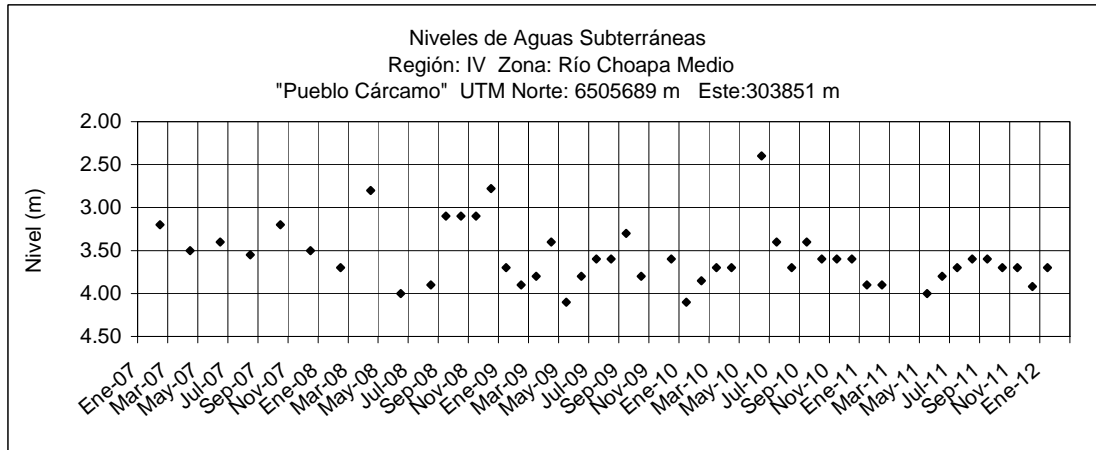 Niveles de Aguas Subterráneas
Región: IV Zona: Río Choapa Medio
"Pueblo Cárcamo" UTM Norte: 6505689 m Este:303851 m
Nivel (m)
2.00
2.50
3.00
3.50
4.00
4.50
Ene-07
Mar-07
May-07
Jul-07
Sep-07
Nov-07
Ene-08
Mar-08
May-08
Jul-08
Sep-08
Nov-08
Ene-09
Mar-09
May-09
Jul-09
Sep-09
Nov-09
Ene-10
Mar-10
May-10
Jul-10
Sep-10
Nov-10
Ene-11
Mar-11
May-11
Jul-11
Sep-11
Nov-11
Ene-12